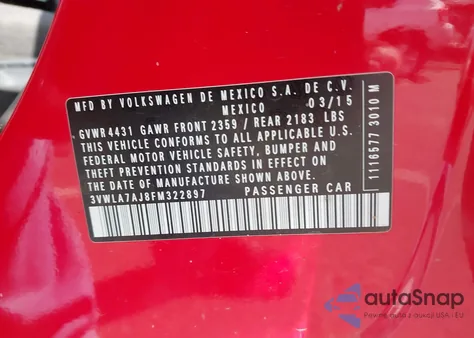 MFD BY VOLKSWAGEN DE MEXICO S.A. DE C.V.
MEXICO 03/15
GVWR 4431 GAWR FRONT 2359 / REAR 2183 LBS
THIS VEHICLE CONFORMS TO ALL APPLICABLE U.S.
FEDERAL MOTOR VEHICLE SAFETY, BUMPER AND
THEFT PREVENTION STANDARDS IN EFFECT ON THE
DATE OF MANUFACTURE SHOWN ABOVE.
3VWLA7AJ8FM322897 PASSENGER CAR
1116577 3010 M
autoSnap